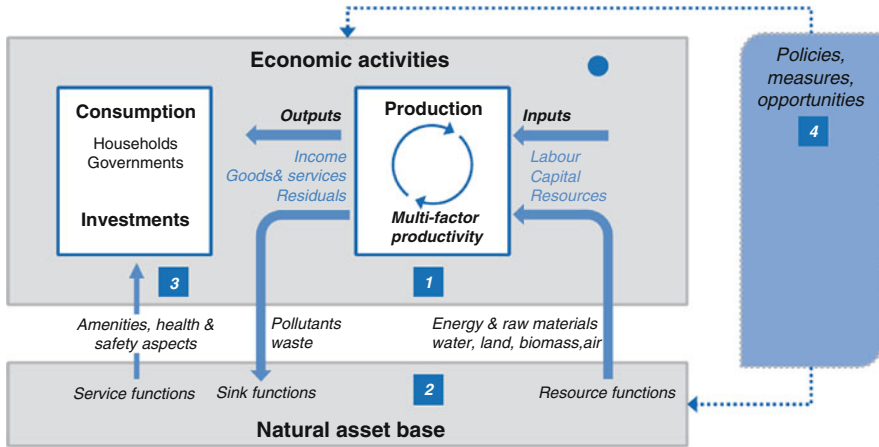 Economic activities
Policies,
measures,
opportunities
4
Consumption
Households
Governments
Investments
3
Outputs
Income
Goods& services
Residuals
Production
Multi-factor
productivity
1
Inputs
Labour
Capital
Resources
Amenities, health &
safety aspects
Pollutants
waste
Energy & raw materials
water, land, biomass,air
Service functions
Sink functions
2
Resource functions
Natural asset base